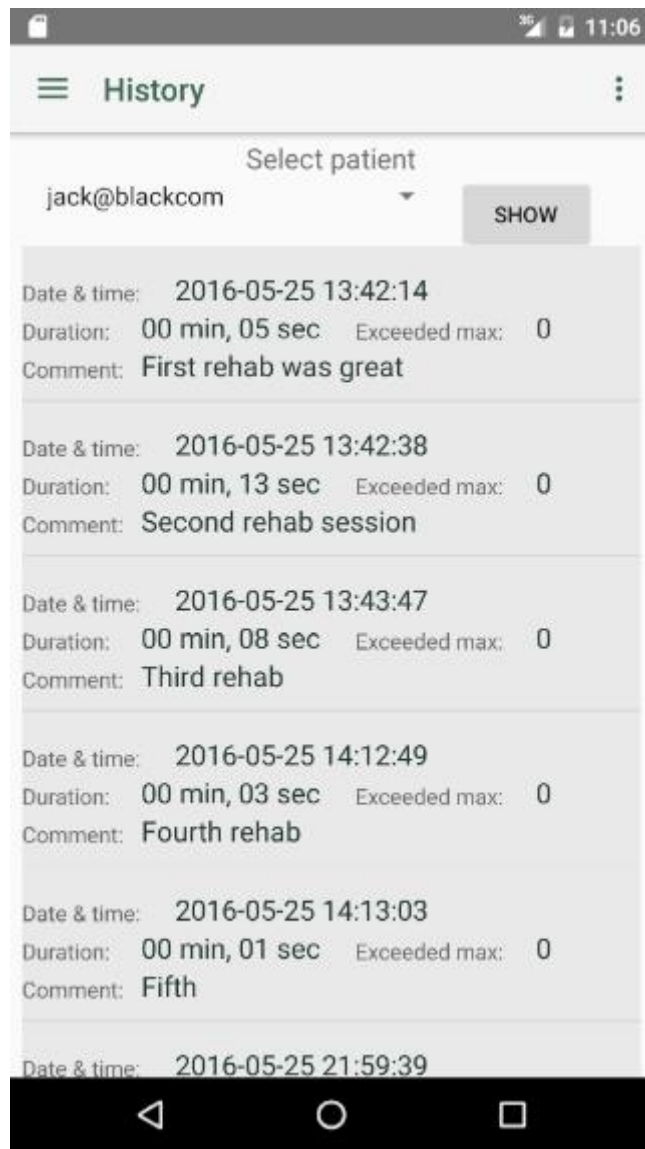 3G 11:06
History
Select patient
jack@blackcom
SHOW
Date & time: 2016-05-25 13:42:14
Duration: 00 min, 05 sec Exceeded max: 0
Comment: First rehab was great
Date & time: 2016-05-25 13:42:38
Duration: 00 min, 13 sec Exceeded max: 0
Comment: Second rehab session
Date & time: 2016-05-25 13:43:47
Duration: 00 min, 08 sec Exceeded max: 0
Comment: Third rehab
Date & time: 2016-05-25 14:12:49
Duration: 00 min, 03 sec Exceeded max: 0
Comment: Fourth rehab
Date & time: 2016-05-25 14:13:03
Duration: 00 min, 01 sec Exceeded max: 0
Comment: Fifth
Date & time: 2016-05-25 21:59:39